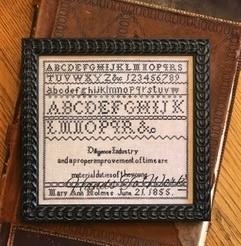 ABCDEFGHIJKLMNOPQRS
TUVWXYZ&c 123456789
abcdefghijklmnopqrstuvw
ABCDEFGHIJK
LMNOPQR&c
Diligence Industry
and a proper improvement of time are
material duties of the young
Mary Ann Holmes June 21. 1855.